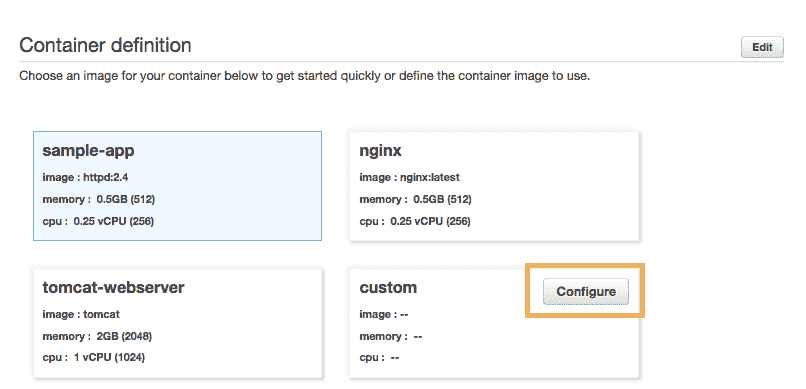 Container definition
Edit
Choose an image for your container below to get started quickly or define the container image to use.
sample-app
image : httpd:2.4
memory : 0.5GB (512)
cpu : 0.25 vCPU (256)
nginx
image : nginx:latest
memory : 0.5GB (512)
cpu : 0.25 vCPU (256)
tomcat-webserver
image : tomcat
memory : 2GB (2048)
cpu : 1 vCPU (1024)
custom
Configure
image : --
memory : --
cpu : --